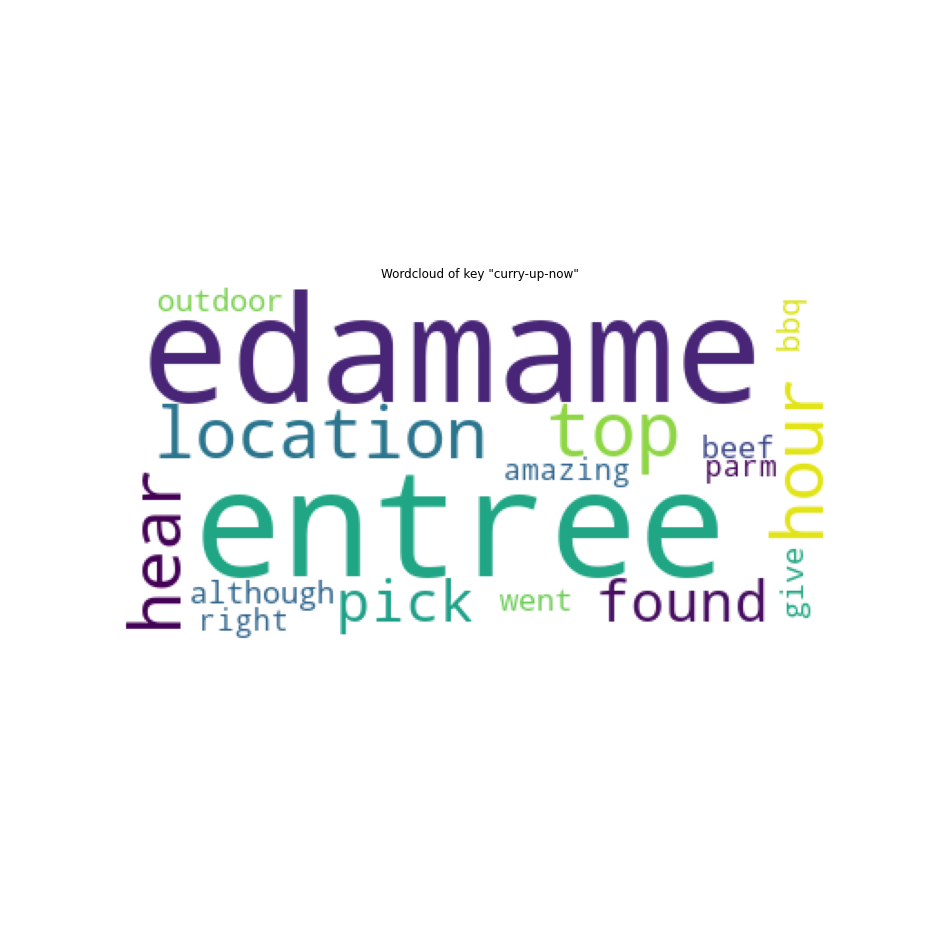 Wordcloud of key "curry-up-now"
outdoor
edamame
bbq
location
top
hour
beef
parm
amazing
hear
entree
give
although
pick
went
found
right